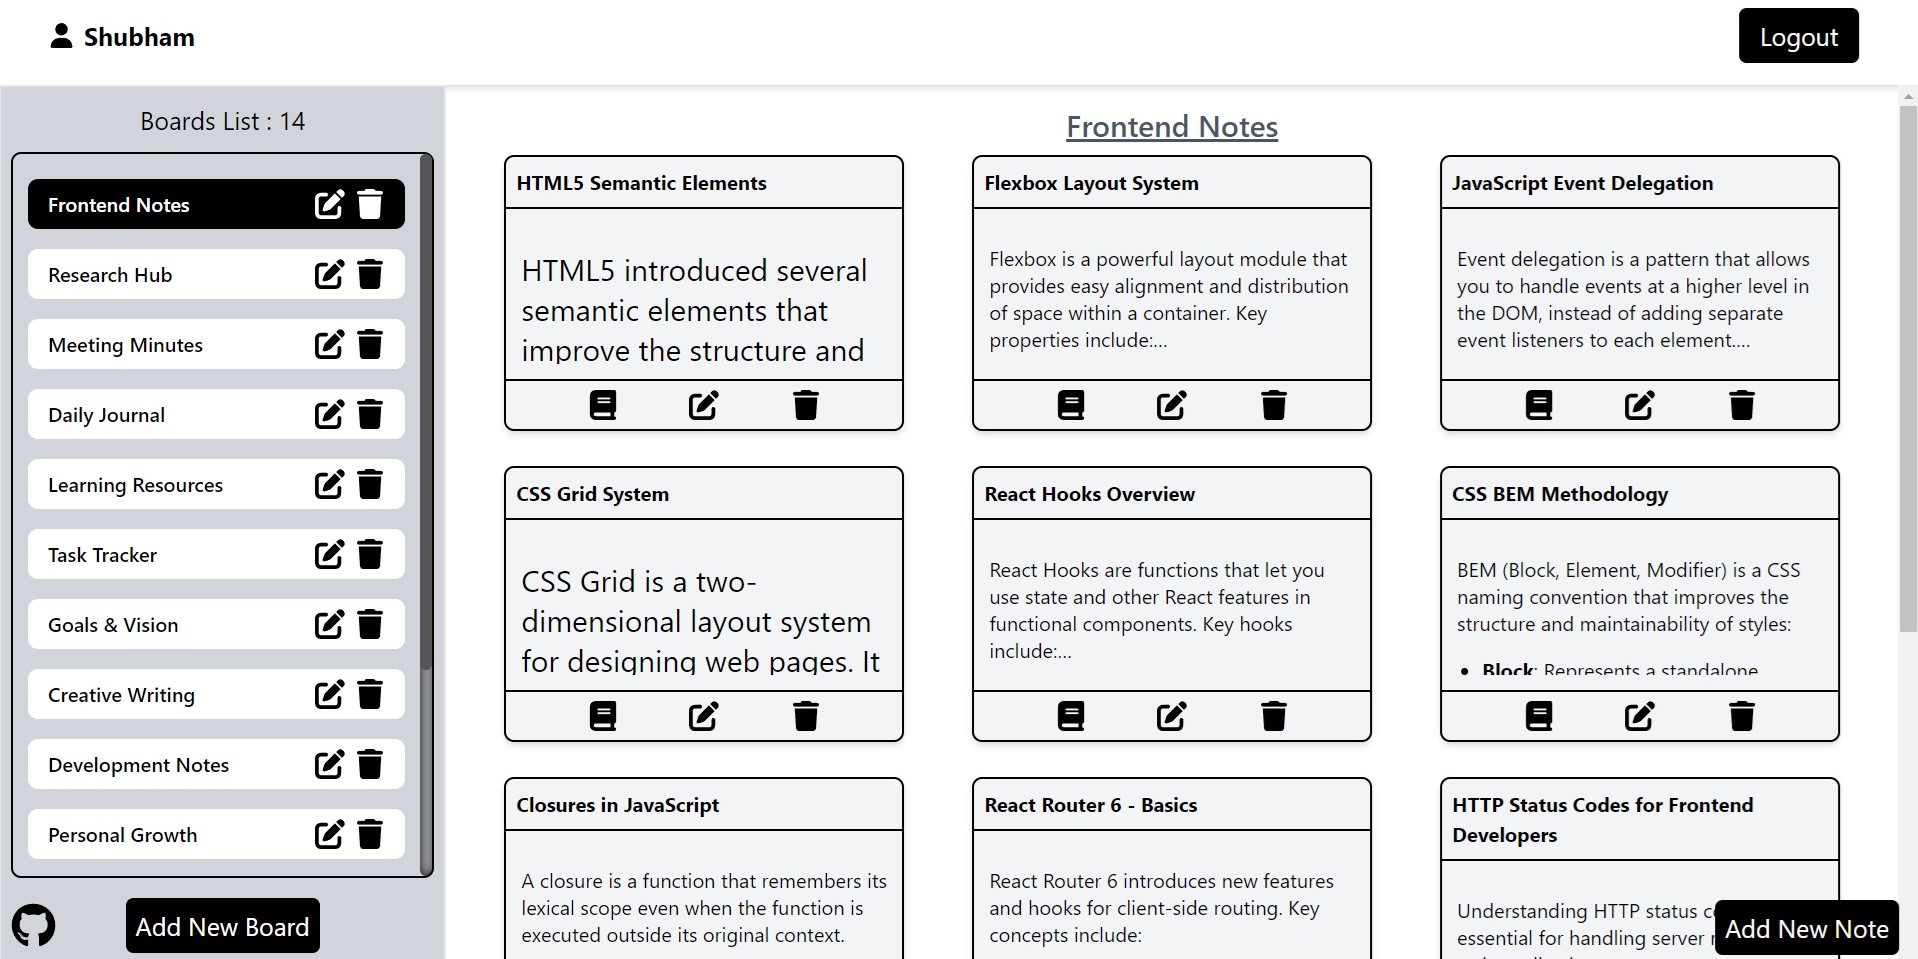 Shubham
Logout
Boards List : 14
Frontend Notes
Research Hub
Meeting Minutes
Daily Journal
Learning Resources
Task Tracker
Goals & Vision
Creative Writing
Development Notes
Personal Growth
Add New Board
Frontend Notes
HTML5 Semantic Elements
HTML5 introduced several
semantic elements that
improve the structure and
Flexbox Layout System
Flexbox is a powerful layout module that
provides easy alignment and distribution
of space within a container. Key
properties include:...
JavaScript Event Delegation
Event delegation is a pattern that allows
you to handle events at a higher level in
the DOM, instead of adding separate
event listeners to each element....
CSS Grid System
CSS Grid is a two-
dimensional layout system
for designing web pages. It
React Hooks Overview
React Hooks are functions that let you
use state and other React features in
functional components. Key hooks
include:...
CSS BEM Methodology
BEM (Block, Element, Modifier) is a CSS
naming convention that improves the
structure and maintainability of styles:
• Block: Represents a standalone
Closures in JavaScript
A closure is a function that remembers its
lexical scope even when the function is
executed outside its original context.
React Router 6 - Basics
React Router 6 introduces new features
and hooks for client-side routing. Key
concepts include:
HTTP Status Codes for Frontend
Developers
Understanding HTTP status
essential for handling server
Add New Note